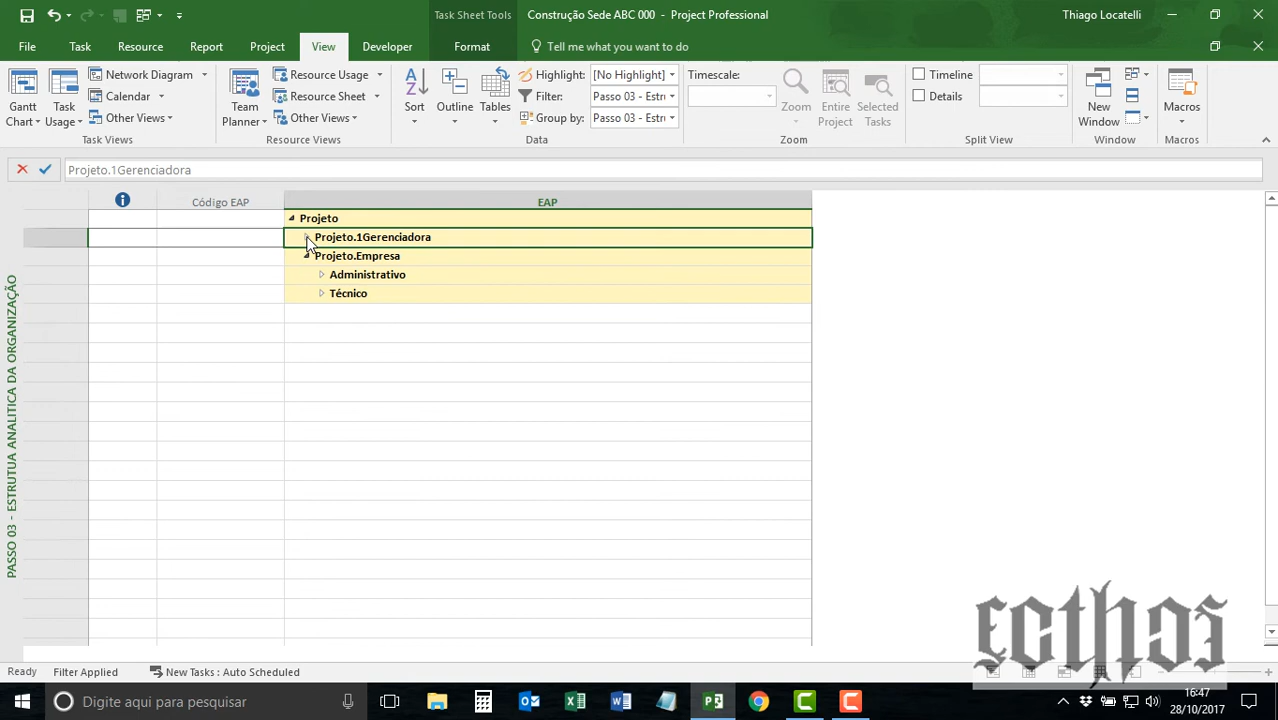 Task Sheet Tools
Construção Sede ABC 000 - Project Professional
Thiago Locatelli
File
Task
Resource
Report
Project
View
Developer
Format
Tell me what you want to do
Gantt Chart
Task Usage
Network Diagram
Calendar
Other Views
Task Views
Team Planner
Resource Usage
Resource Sheet
Other Views
Resource Views
Sort
Outline
Tables
Highlight: [No Highlight]
Filter: Passo 03 - Estru
Group by: Passo 03 - Estru
Data
Timescale:
Zoom
Entire Project
Selected Tasks
Zoom
Timeline
Details
Split View
New Window
Window
Macros
Macros
Projeto.1Gerenciadora
Código EAP
EAP
Projeto
Projeto.1Gerenciadora
Projeto.Empresa
Administrativo
Técnico
PASSO 03 - ESTRUTUA ANALITICA DA ORGANIZAÇÃO
egthos
Ready
Filter Applied
New Tasks : Auto Scheduled
Digite aqui para pesquisar
16:47
28/10/2017